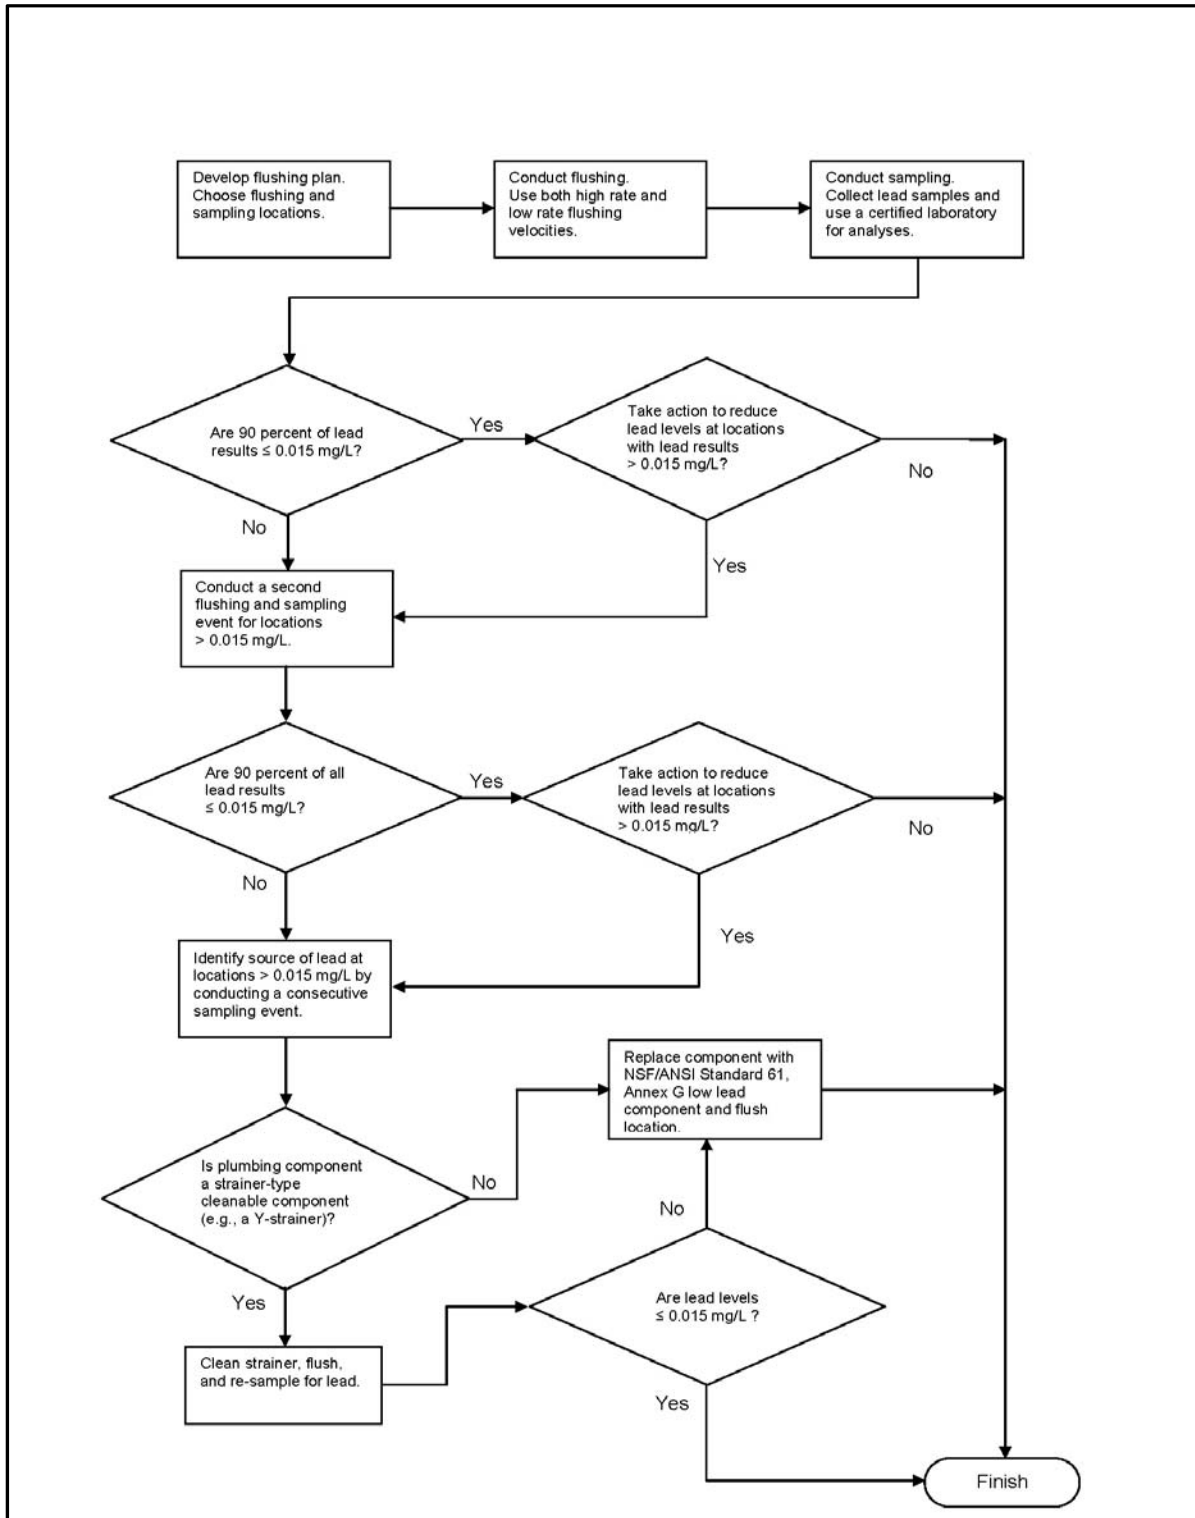 Develop flushing plan.
Choose flushing and
sampling locations.
Conduct flushing.
Use both high rate and
low rate flushing
velocities.
Conduct sampling.
Collect lead samples and
use a certified laboratory
for analyses.
Are 90 percent of lead
results ≤ 0.015 mg/L?
Yes
Take action to reduce
lead levels at locations
with lead results
> 0.015 mg/L?
No
No
Yes
Conduct a second
flushing and sampling
event for locations
> 0.015 mg/L.
Are 90 percent of all
lead results
≤ 0.015 mg/L?
Yes
Take action to reduce
lead levels at locations
with lead results
> 0.015 mg/L?
No
No
Yes
Identify source of lead at
locations > 0.015 mg/L by
conducting a consecutive
sampling event.
Replace component with
NSF/ANSI Standard 61,
Annex G low lead
component and flush
location.
Is plumbing component
a strainer-type
cleanable component
(e.g., a Y-strainer)?
No
No
Yes
Are lead levels
≤ 0.015 mg/L ?
Clean strainer, flush,
and re-sample for lead.
Yes
Finish